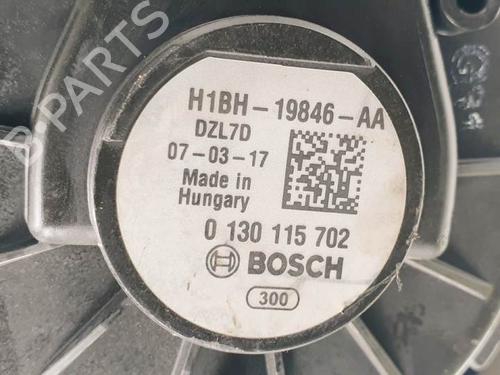 B-PARTS
H1BH-19846-AA
DZL7D
07-03-17
Made in
Hungary
0 130 115 702
BOSCH
300